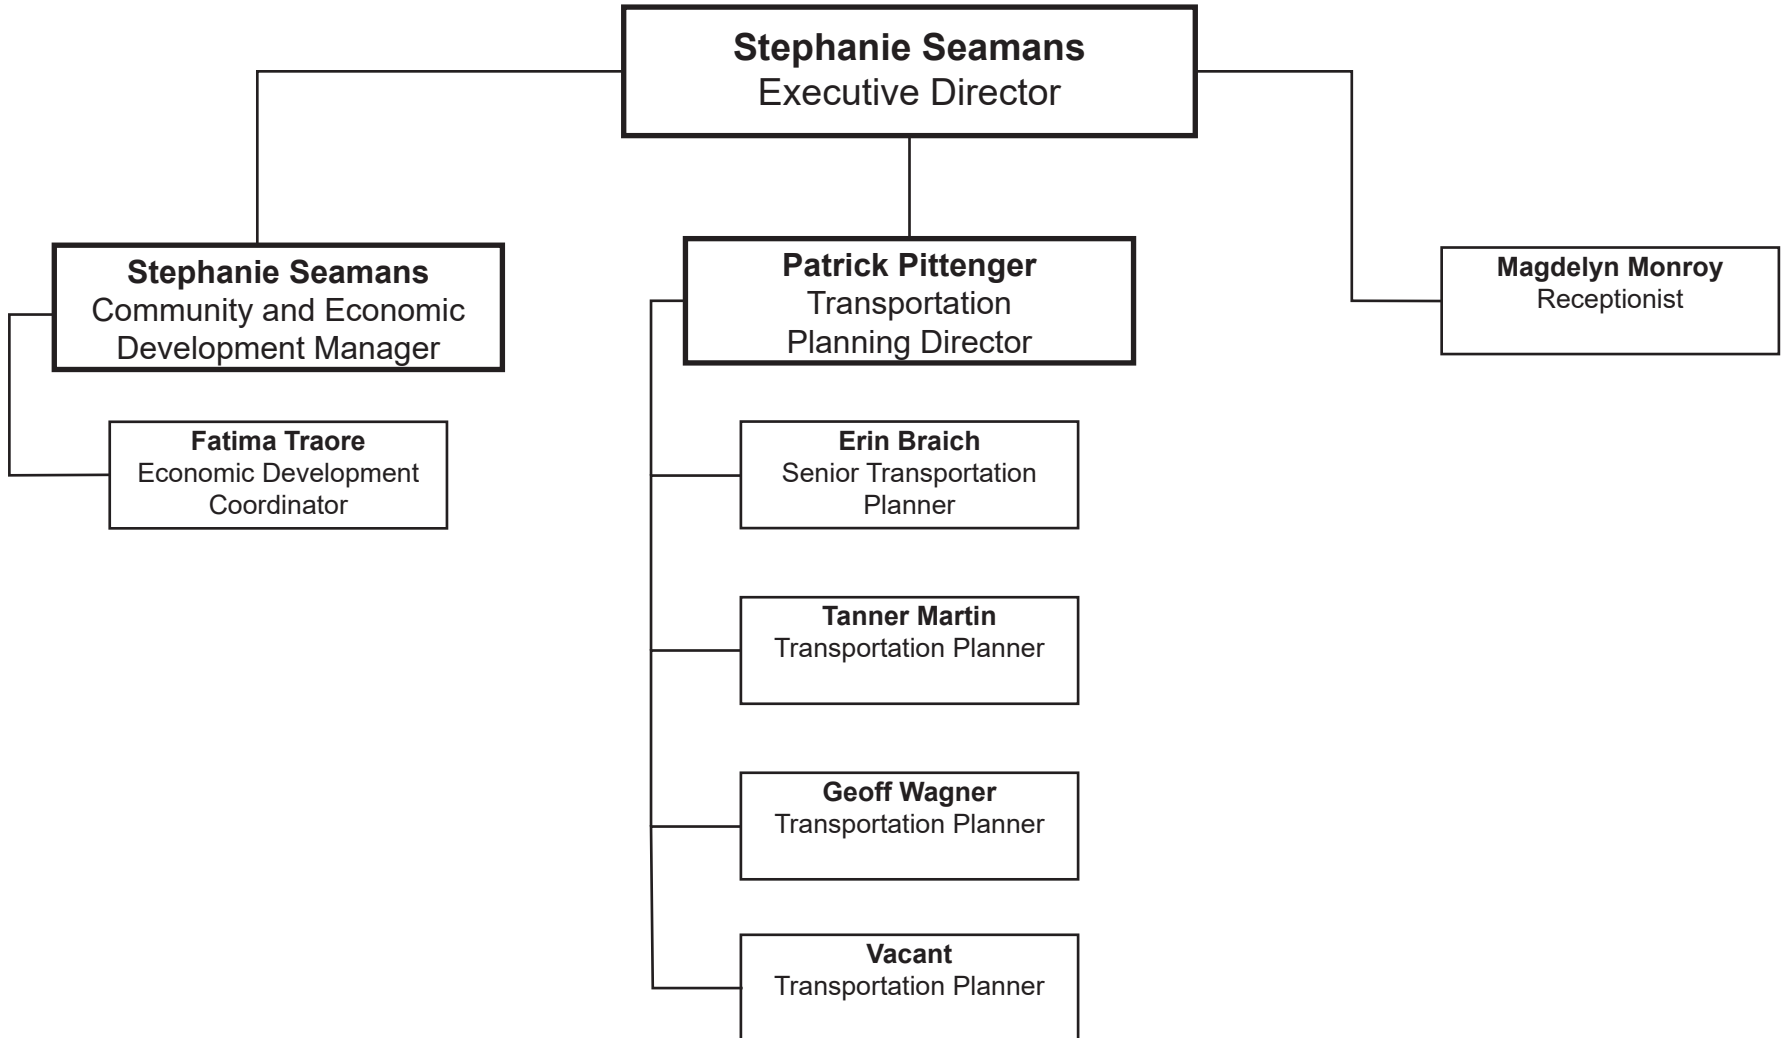 Stephanie Seamans
Executive Director
Stephanie Seamans
Community and Economic
Development Manager
Patrick Pittenger
Transportation
Planning Director
Magdelyn Monroy
Receptionist
Fatima Traore
Economic Development
Coordinator
Erin Braich
Senior Transportation
Planner
Tanner Martin
Transportation Planner
Geoff Wagner
Transportation Planner
Vacant
Transportation Planner